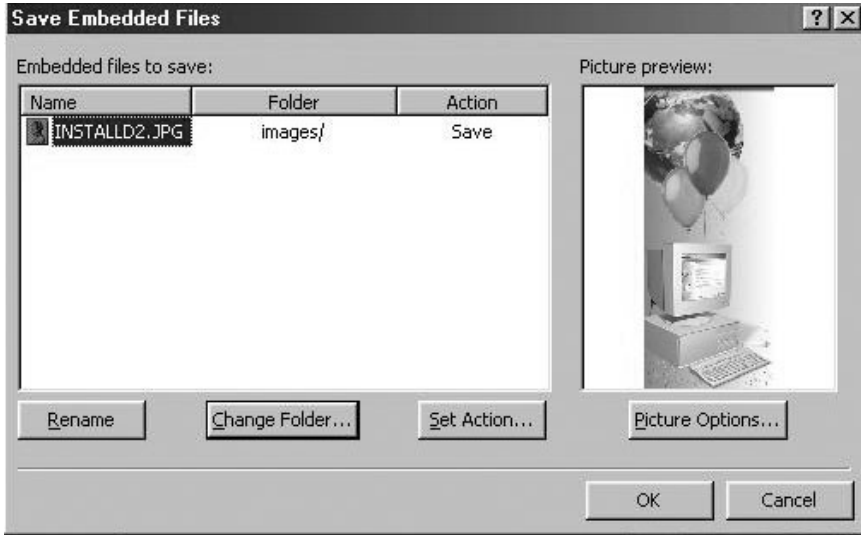 Save Embedded Files
Embedded files to save:
Picture preview:
Name Folder Action
INSTALLD2.JPG images/ Save
Rename Change Folder... Set Action... Picture Options...
OK Cancel